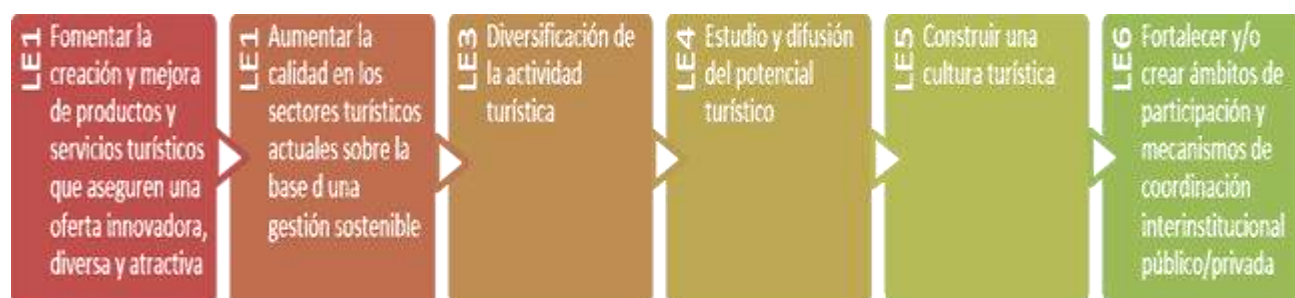 LE1
Fomentar la
creación y mejora
de productos y
servicios turísticos
que aseguren una
oferta innovadora,
diversa y atractiva
LE1
Aumentar la
calidad en los
sectores turísticos
actuales sobre la
base d una
gestión sostenible
LE3
Diversificación de
la actividad
turística
LE4
Estudio y difusión
del potencial
turístico
LE5
Construir una
cultura turística
LE6
Fortalecer y/o
crear ámbitos de
participación y
mecanismos de
coordinación
interinstitucional
público/privada